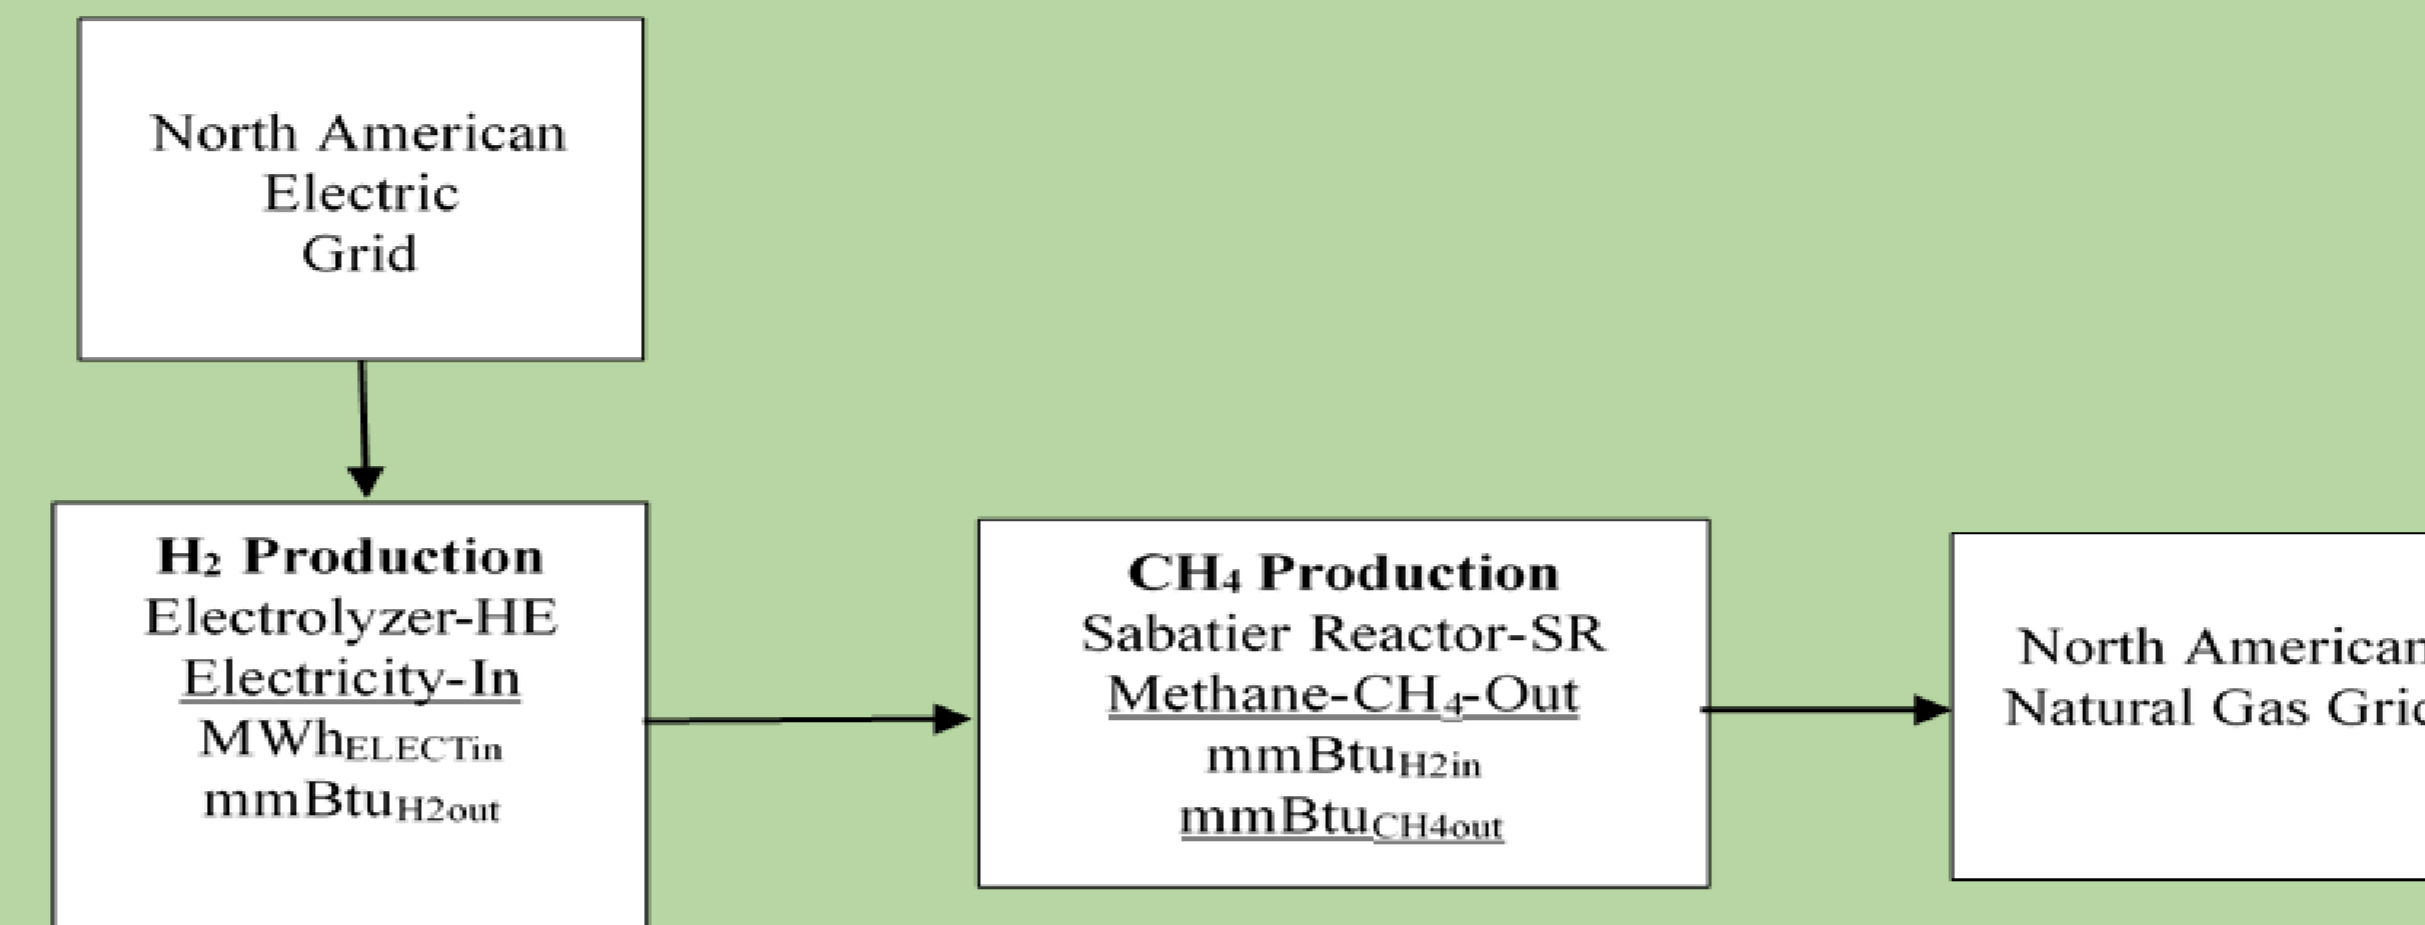 North American
Electric
Grid
H₂ Production
Electrolyzer-HE
Electricity-In
MWhELECTin
mmBtuH2out
CH₄ Production
Sabatier Reactor-SR
Methane-CH₄-Out
mmBtuH2in
mmBtuCH4out
North American
Natural Gas